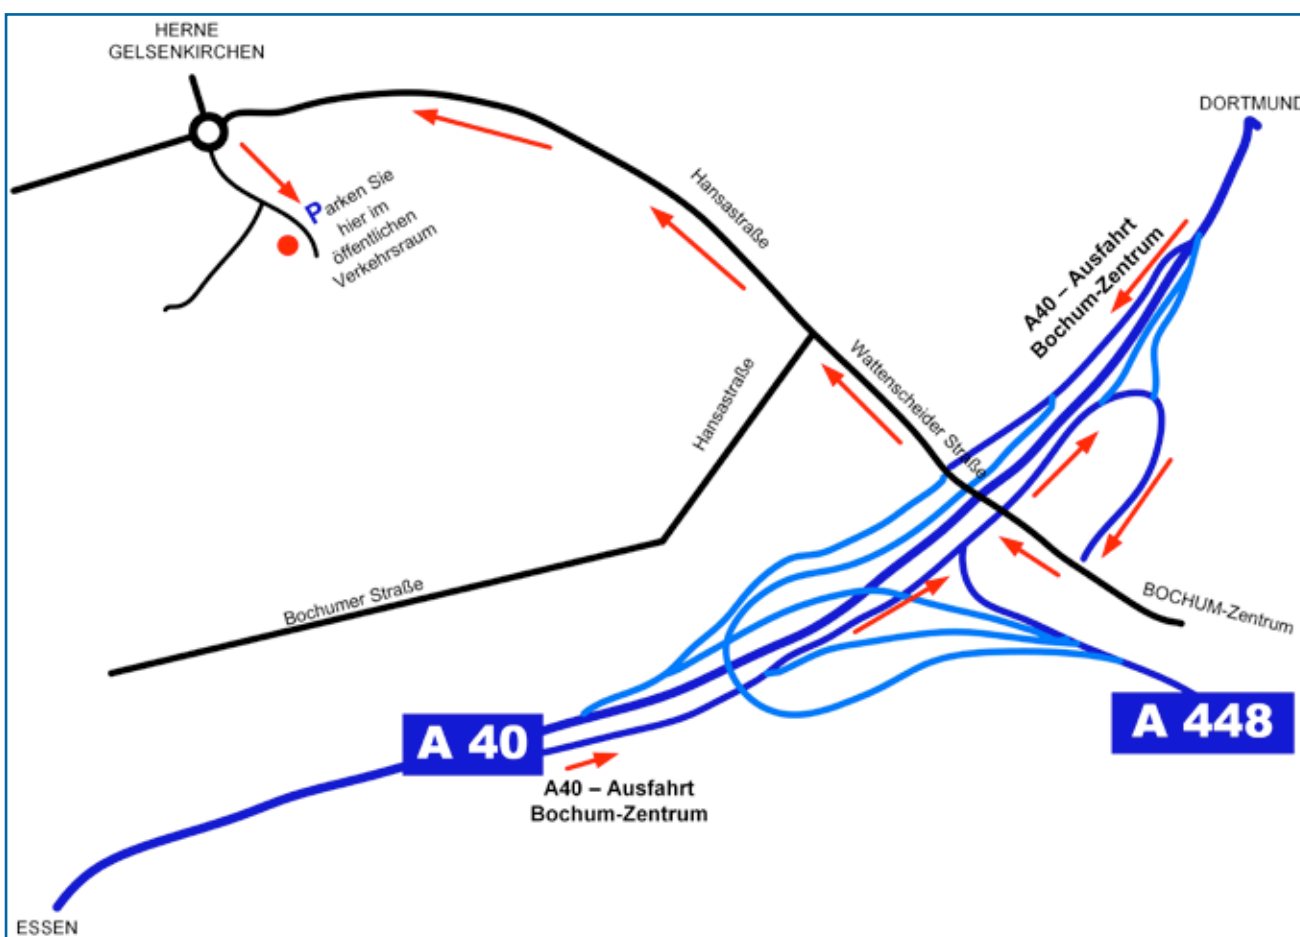 HERNE
GELSENKIRCHEN
DORTMUND
Parken Sie
hier im
öffentlichen
Verkehrsraum
Hansastraße
A40 – Ausfahrt
Bochum-Zentrum
Wattenscheider Straße
Hansastraße
Bochumer Straße
BOCHUM-Zentrum
A 448
A 40
A40 – Ausfahrt
Bochum-Zentrum
ESSEN